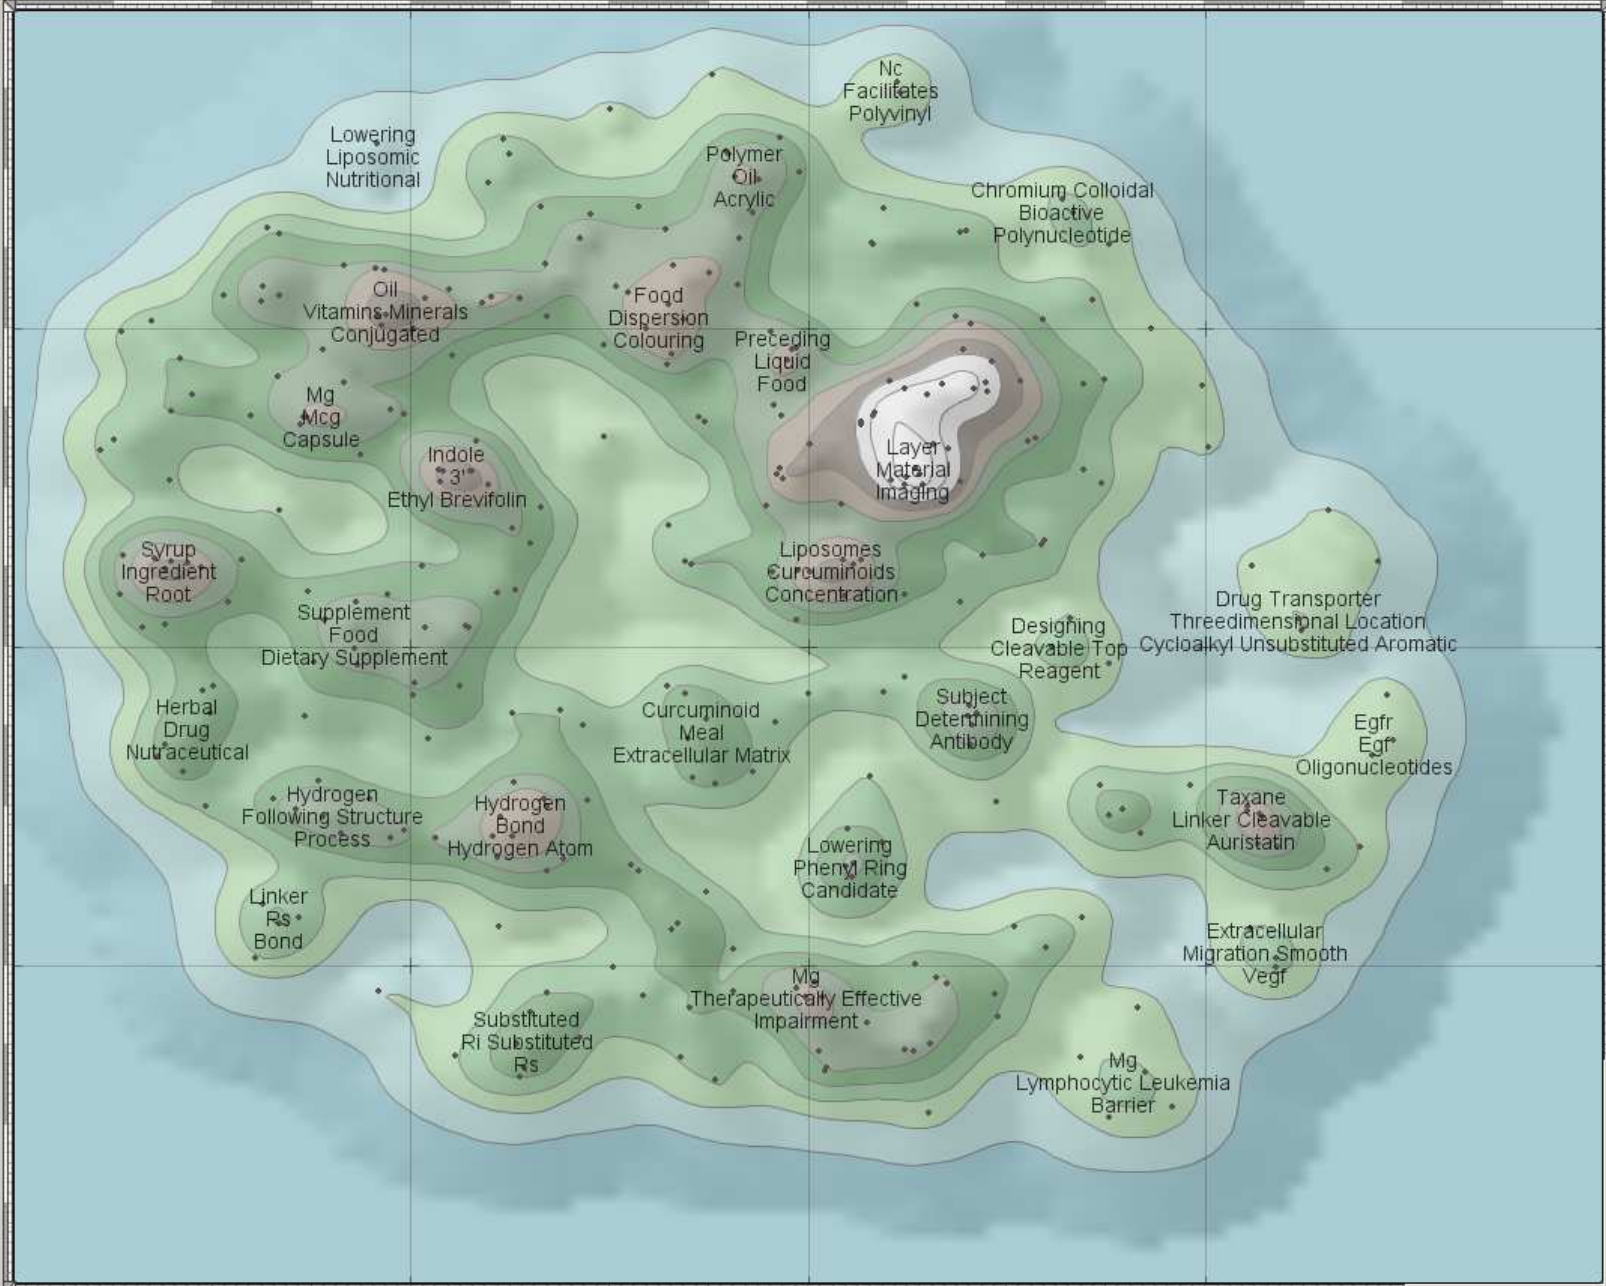 Nc
Facilitates
Polyvinyl
Lowering
Liposomic
Nutritional
Polymer
Oil
Acrylic
Chromium Colloidal
Bioactive
Polynucleotide
Oil
Vitamins Minerals
Conjugated
Food
Dispersion
Colouring
Preceding
Liquid
Food
Mg
Mcg
Capsule
Indole
3'
Ethyl Brevifolin
Layer
Material
Imaging
Syrup
Ingredient
Root
Liposomes
Curcuminoids
Concentration
Supplement
Food
Dietary Supplement
Designing
Cleavable Top
Reagent
Drug Transporter
Threedimensional Location
Cycloalkyl Unsubstituted Aromatic
Herbal
Drug
Nutraceutical
Curcuminoid
Meal
Extracellular Matrix
Subject
Determining
Antibody
Egfr
Egf
Oligonucleotides
Hydrogen
Following Structure
Process
Hydrogen
Bond
Hydrogen Atom
Taxane
Linker Cleavable
Auristatin
Lowering
Phenyl Ring
Candidate
Linker
Rs
Bond
Extracellular
Migration Smooth
Vegf
Mg
Therapeutically Effective
Impairment
Substituted
Ri Substituted
Rs
Mg
Lymphocytic Leukemia
Barrier